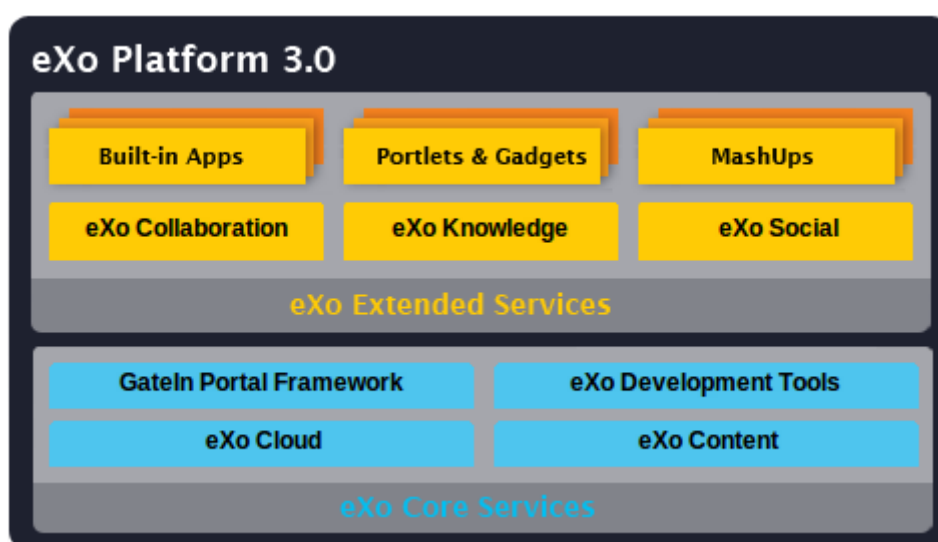 eXo Platform 3.0
Built-in Apps
Portlets & Gadgets
MashUps
eXo Collaboration
eXo Knowledge
eXo Social
eXo Extended Services
GateIn Portal Framework
eXo Development Tools
eXo Cloud
eXo Content
eXo Core Services